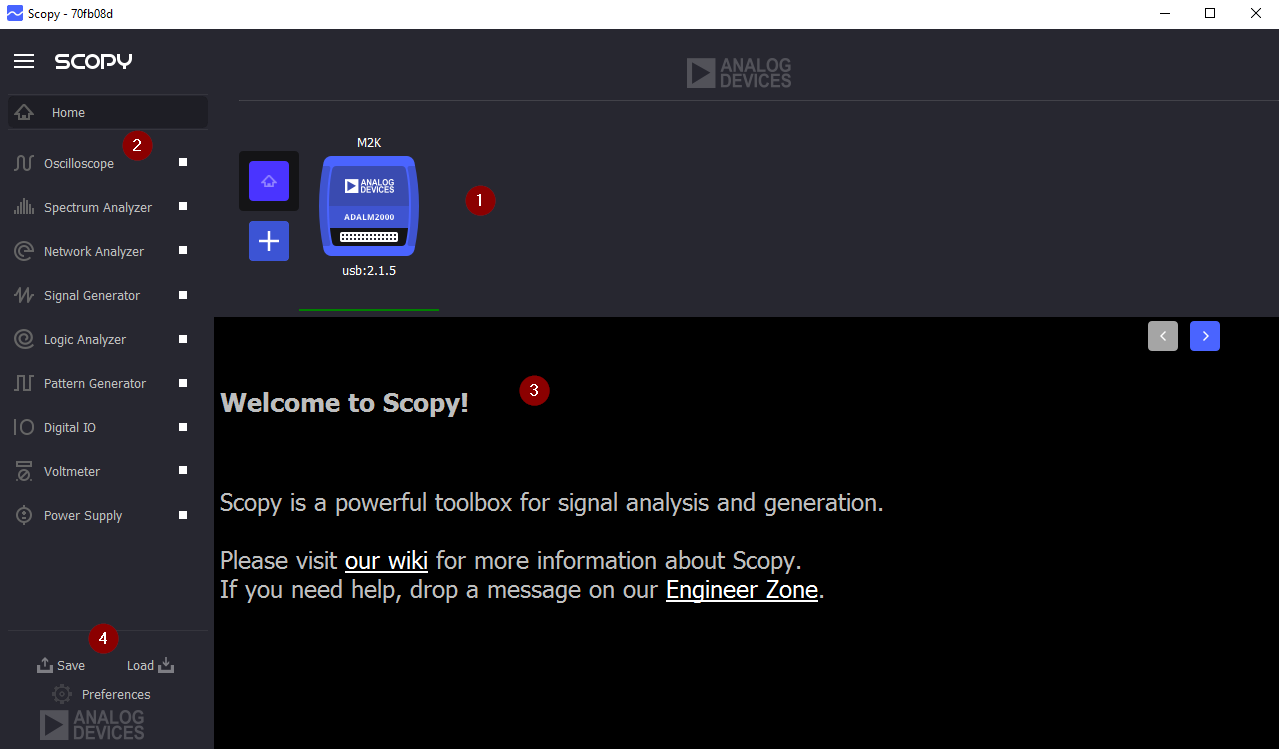 Scopy - 70fb08d
SCOPY
ANALOG
DEVICES
Home
2
Oscilloscope
Spectrum Analyzer
Network Analyzer
Signal Generator
Logic Analyzer
Pattern Generator
Digital IO
Voltmeter
Power Supply
4
Save
Load
Preferences
ANALOG
DEVICES
M2K
ANALOG
DEVICES
ADALM2000
usb:2.1.5
1
Welcome to Scopy!
3
Scopy is a powerful toolbox for signal analysis and generation.
Please visit our wiki for more information about Scopy.
If you need help, drop a message on our Engineer Zone.